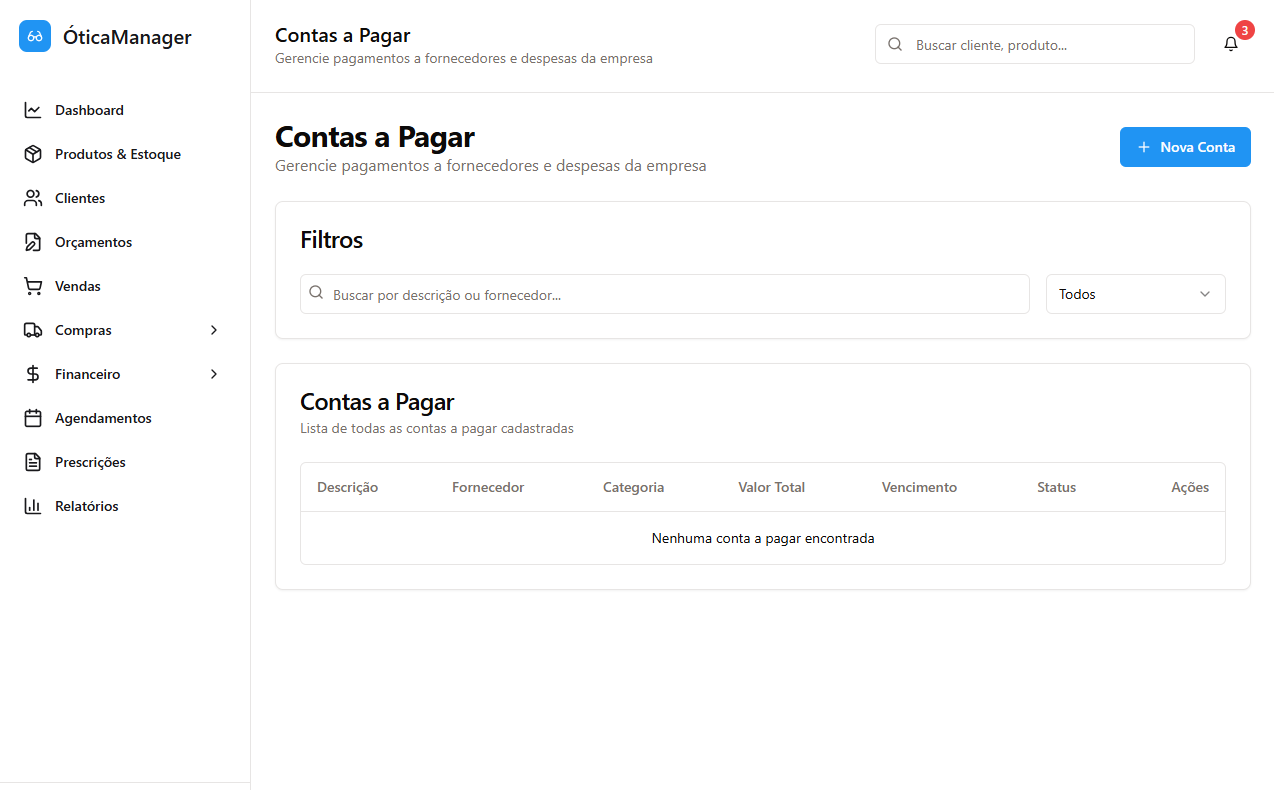 ÓticaManager
Dashboard
Produtos & Estoque
Clientes
Orçamentos
Vendas
Compras
Financeiro
Agendamentos
Prescrições
Relatórios
Contas a Pagar
Gerencie pagamentos a fornecedores e despesas da empresa
Buscar cliente, produto...
3
Contas a Pagar
Gerencie pagamentos a fornecedores e despesas da empresa
Nova Conta
Filtros
Buscar por descrição ou fornecedor...
Todos
Contas a Pagar
Lista de todas as contas a pagar cadastradas
Descrição Fornecedor Categoria Valor Total Vencimento Status Ações
Nenhuma conta a pagar encontrada